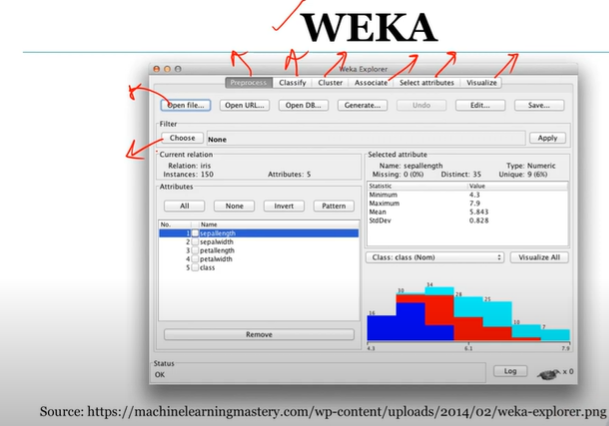 WEKA
Weka Explorer
Preprocess Classify Cluster Associate Select attributes Visualize
Open file... Open URL... Open DB... Generate... Undo Edit... Save...
Filter
Choose None Apply
Current relation
Relation: iris
Instances: 150 Attributes: 5
Selected attribute
Name: sepallength Type: Numeric
Missing: 0 (0%) Distinct: 35 Unique: 9 (6%)
Statistic Value
Minimum 4.3
Maximum 7.9
Mean 5.843
StdDev 0.828
Attributes
All None Invert Pattern
No. Name
1 sepallength
2 sepalwidth
3 petallength
4 petalwidth
5 class
Remove
Class: class (Nom) Visualize All
34
30
28
25
16
10
7
4.3 6.1 7.9
Status
OK
Log x 0
Source: https://machinelearningmastery.com/wp-content/uploads/2014/02/weka-explorer.png